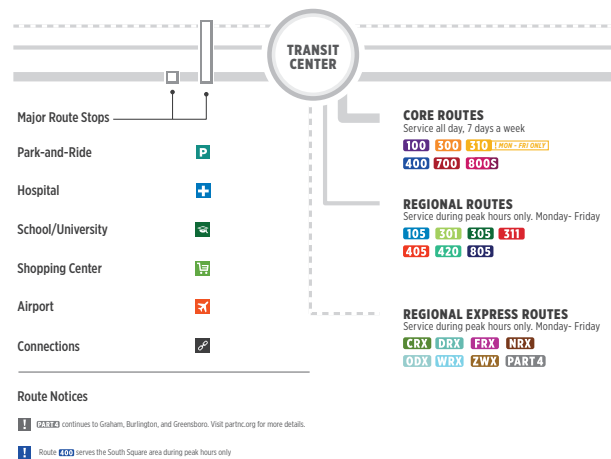 TRANSIT
CENTER
Major Route Stops
Park-and-Ride
P
Hospital
School/University
Shopping Center
Airport
Connections
CORE ROUTES
Service all day, 7 days a week
100 300 310 ! MON - FRI ONLY
400 700 800S
REGIONAL ROUTES
Service during peak hours only. Monday- Friday
105 301 305 311
405 420 805
REGIONAL EXPRESS ROUTES
Service during peak hours only. Monday- Friday
CRX DRX FRX NRX
ODX WRX ZWX PART4
Route Notices
! PART4 continues to Graham, Burlington, and Greensboro. Visit partnc.org for more details.
! Route 400 serves the South Square area during peak hours only